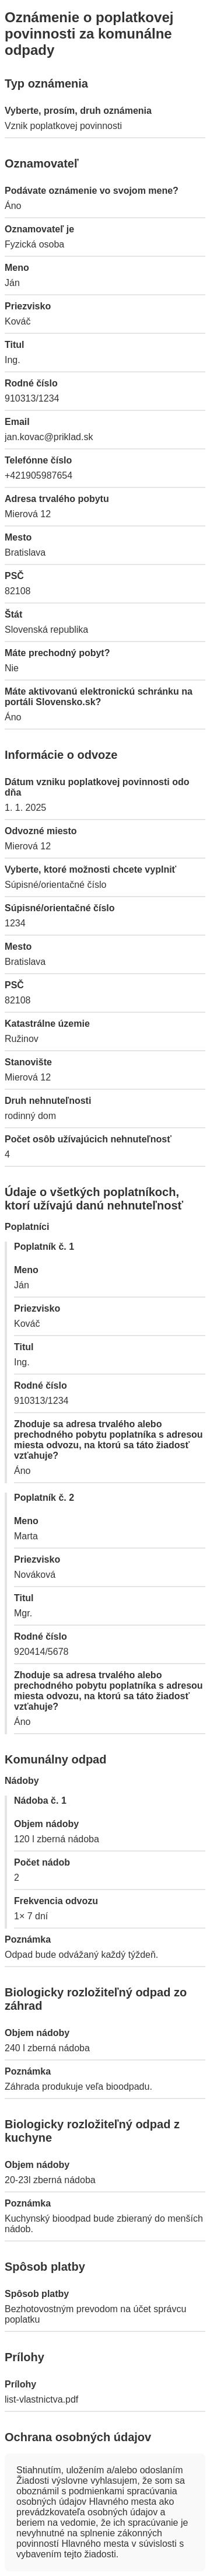 Oznámenie o poplatkovej
povinnosti za komunálne
odpady
Typ oznámenia
Vyberte, prosím, druh oznámenia
Vznik poplatkovej povinnosti
Oznamovateľ
Podávate oznámenie vo svojom mene?
Áno
Oznamovateľ je
Fyzická osoba
Meno
Ján
Priezvisko
Kováč
Titul
Ing.
Rodné číslo
910313/1234
Email
jan.kovac@priklad.sk
Telefónne číslo
+421905987654
Adresa trvalého pobytu
Mierová 12
Mesto
Bratislava
PSČ
82108
Štát
Slovenská republika
Máte prechodný pobyt?
Nie
Máte aktivovanú elektronickú schránku na
portáli Slovensko.sk?
Áno
Informácie o odvoze
Dátum vzniku poplatkovej povinnosti odo
dňa
1. 1. 2025
Odvozné miesto
Mierová 12
Vyberte, ktoré možnosti chcete vyplniť
Súpisné/orientačné číslo
Súpisné/orientačné číslo
1234
Mesto
Bratislava
PSČ
82108
Katastrálne územie
Ružinov
Stanovište
Mierová 12
Druh nehnuteľnosti
rodinný dom
Počet osôb užívajúcich nehnuteľnosť
4
Údaje o všetkých poplatníkoch,
ktorí užívajú danú nehnuteľnosť
Poplatníci
Poplatník č. 1
Meno
Ján
Priezvisko
Kováč
Titul
Ing.
Rodné číslo
910313/1234
Zhoduje sa adresa trvalého alebo
prechodného pobytu poplatníka s adresou
miesta odvozu, na ktorú sa táto žiadosť
vzťahuje?
Áno
Poplatník č. 2
Meno
Marta
Priezvisko
Nováková
Titul
Mgr.
Rodné číslo
920414/5678
Zhoduje sa adresa trvalého alebo
prechodného pobytu poplatníka s adresou
miesta odvozu, na ktorú sa táto žiadosť
vzťahuje?
Áno
Komunálny odpad
Nádoby
Nádoba č. 1
Objem nádoby
120 l zberná nádoba
Počet nádob
2
Frekvencia odvozu
1× 7 dní
Poznámka
Odpad bude odvážaný každý týždeň.
Biologicky rozložiteľný odpad zo
záhrad
Objem nádoby
240 l zberná nádoba
Poznámka
Záhrada produkuje veľa bioodpadu.
Biologicky rozložiteľný odpad z
kuchyne
Objem nádoby
20-23l zberná nádoba
Poznámka
Kuchynský bioodpad bude zbieraný do menších
nádob.
Spôsob platby
Spôsob platby
Bezhotovostným prevodom na účet správcu
poplatku
Prílohy
Prílohy
list-vlastnictva.pdf
Ochrana osobných údajov
Stiahnutím, uložením a/alebo odoslaním
Žiadosti výslovne vyhlasujem, že som sa
oboznámil s podmienkami spracúvania
osobných údajov Hlavného mesta ako
prevádzkovateľa osobných údajov a
beriem na vedomie, že ich spracúvanie je
nevyhnutné na splnenie zákonných
povinností Hlavného mesta v súvislosti s
vybavením tejto žiadosti.